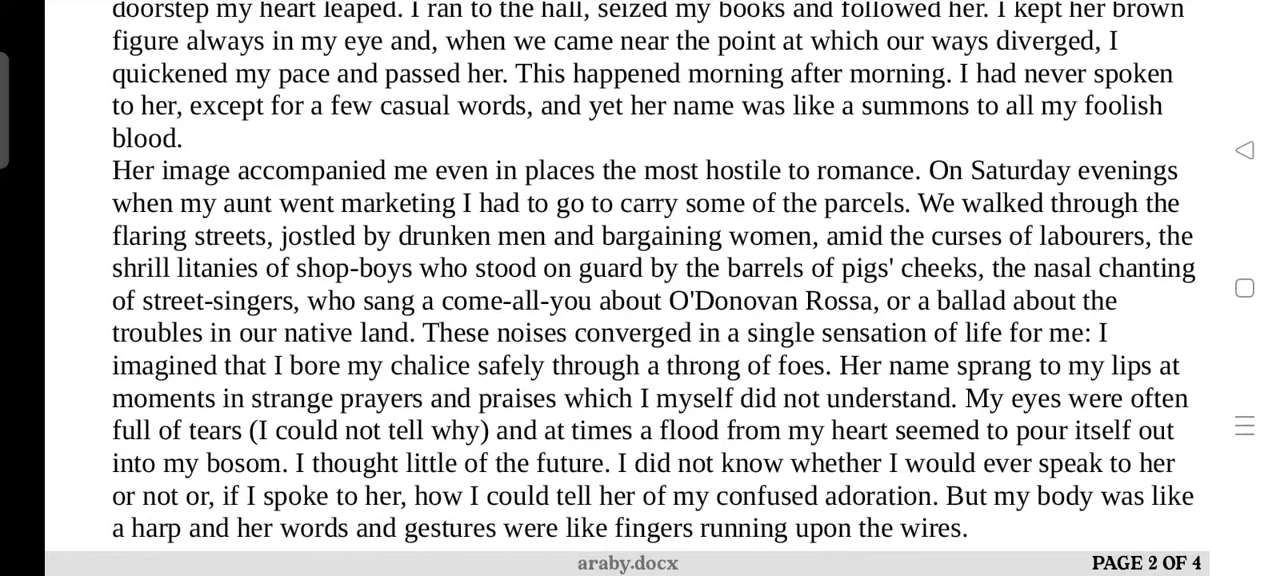 doorstep my heart leaped. I ran to the hall, seized my books and followed her. I kept her brown
figure always in my eye and, when we came near the point at which our ways diverged, I
quickened my pace and passed her. This happened morning after morning. I had never spoken
to her, except for a few casual words, and yet her name was like a summons to all my foolish
blood.
Her image accompanied me even in places the most hostile to romance. On Saturday evenings
when my aunt went marketing I had to go to carry some of the parcels. We walked through the
flaring streets, jostled by drunken men and bargaining women, amid the curses of labourers, the
shrill litanies of shop-boys who stood on guard by the barrels of pigs' cheeks, the nasal chanting
of street-singers, who sang a come-all-you about O'Donovan Rossa, or a ballad about the
troubles in our native land. These noises converged in a single sensation of life for me: I
imagined that I bore my chalice safely through a throng of foes. Her name sprang to my lips at
moments in strange prayers and praises which I myself did not understand. My eyes were often
full of tears (I could not tell why) and at times a flood from my heart seemed to pour itself out
into my bosom. I thought little of the future. I did not know whether I would ever speak to her
or not or, if I spoke to her, how I could tell her of my confused adoration. But my body was like
a harp and her words and gestures were like fingers running upon the wires.
araby.docx PAGE 2 OF 4